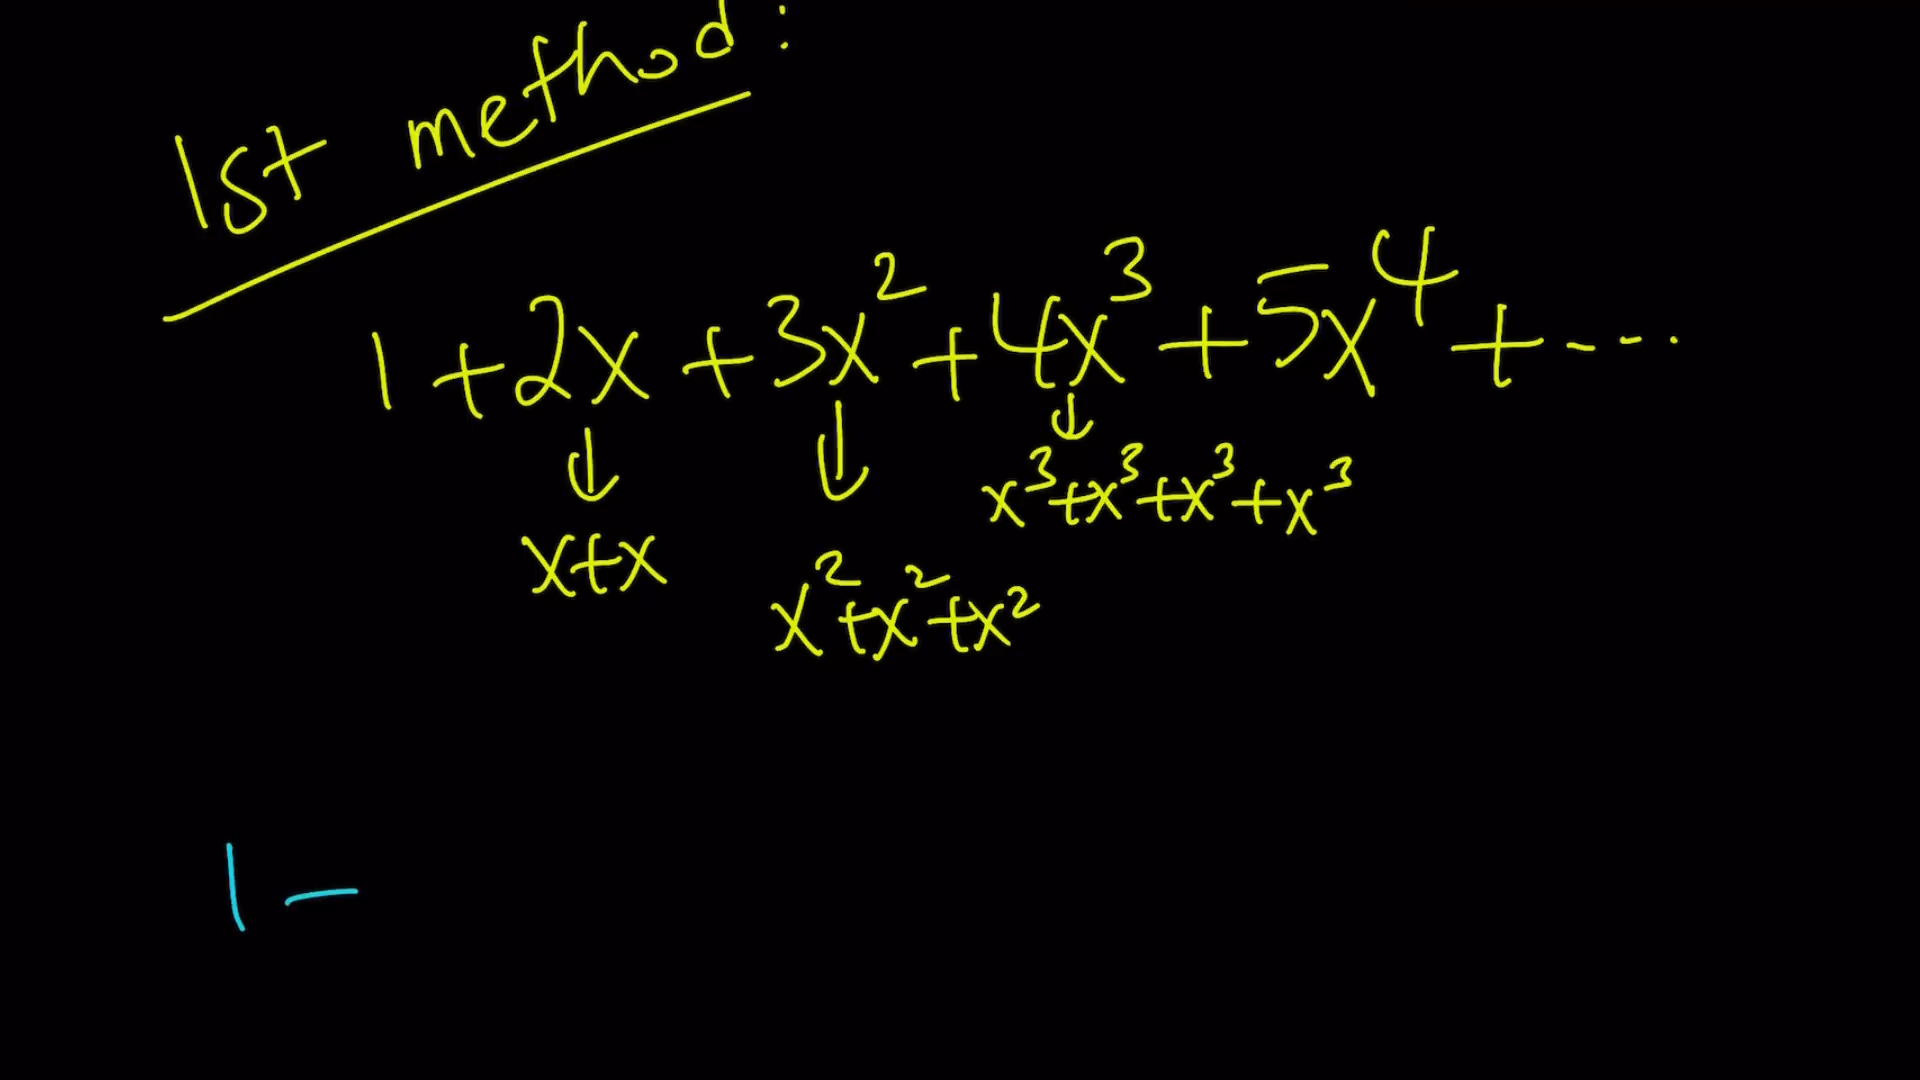 1st method:
1+2x+3x²+4x³+5x⁴+---·
↓ ↓ ↓
x³+x³+x³+x³
x+x
x²+x²+x²
1 —